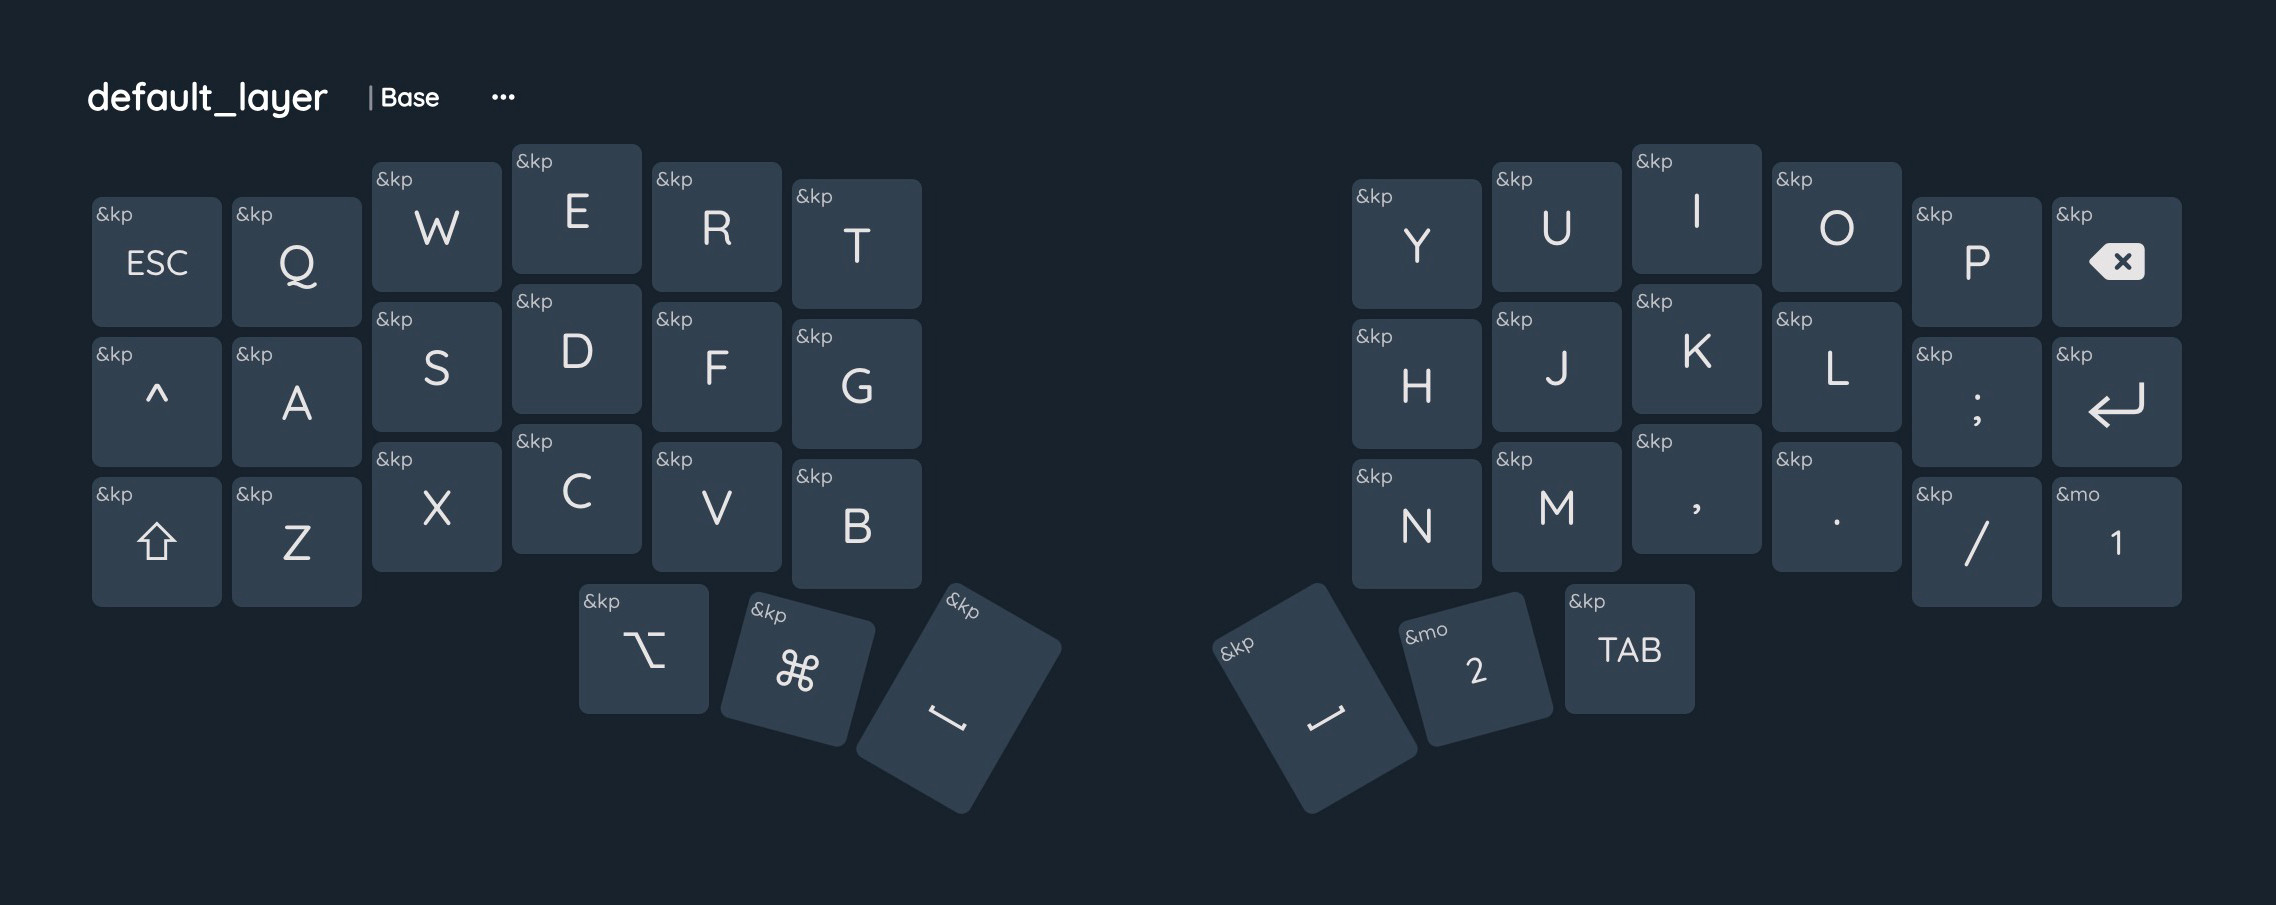 default_layer | Base ...
&kp ESC &kp Q &kp W &kp E &kp R &kp T &kp Y &kp U &kp I &kp O &kp P &kp ⌫
&kp ^ &kp A &kp S &kp D &kp F &kp G &kp H &kp J &kp K &kp L &kp ; &kp ↵
&kp ⇧ &kp Z &kp X &kp C &kp V &kp B &kp N &kp M &kp , &kp . &kp / &mo 1
&kp ⌥ &kp ⌘ &kp ⎵ &kp ⎵ &mo 2 &kp TAB